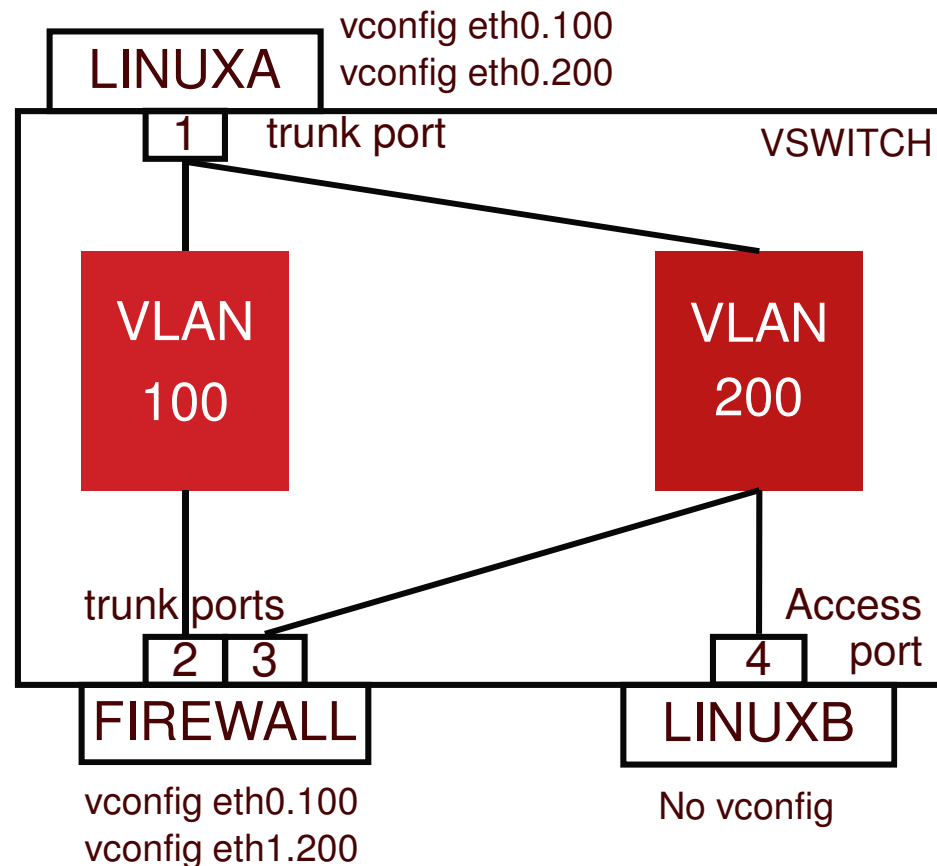 vconfig eth0.100
vconfig eth0.200
LINUXA
1
trunk port
VSWITCH
VLAN
100
VLAN
200
trunk ports
Access
port
2
3
4
FIREWALL
LINUXB
vconfig eth0.100
vconfig eth1.200
No vconfig